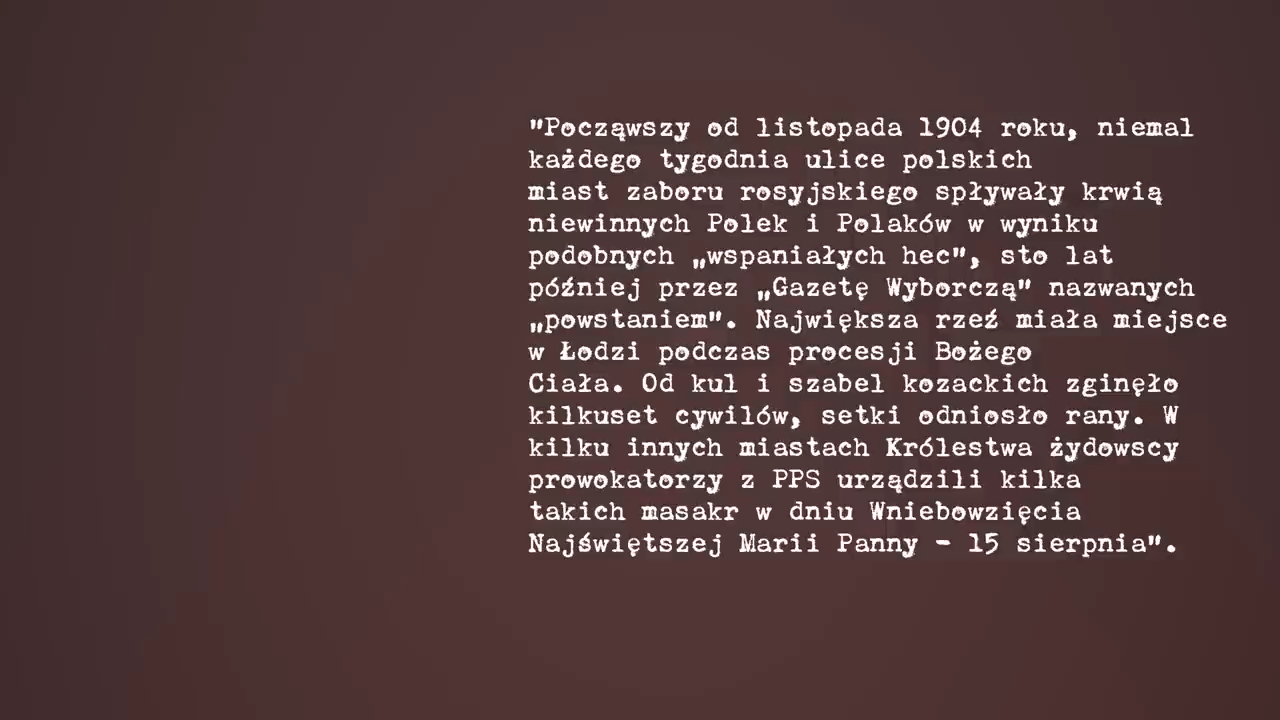 "Począwszy od listopada 1904 roku, niemal
każdego tygodnia ulice polskich
miast zaboru rosyjskiego spływały krwią
niewinnych Polek i Polaków w wyniku
podobnych „wspaniałych hec", sto lat
później przez „Gazetę Wyborczą" nazwanych
„powstaniem". Największa rzeź miała miejsce
w Łodzi podczas procesji Bożego
Ciała. Od kul i szabel kozackich zginęło
kilkuset cywilów, setki odniosło rany. W
kilku innych miastach Królestwa żydowscy
prowokatorzy z PPS urządzili kilka
takich masakr w dniu Wniebowzięcia
Najświętszej Marii Panny - 15 sierpnia".